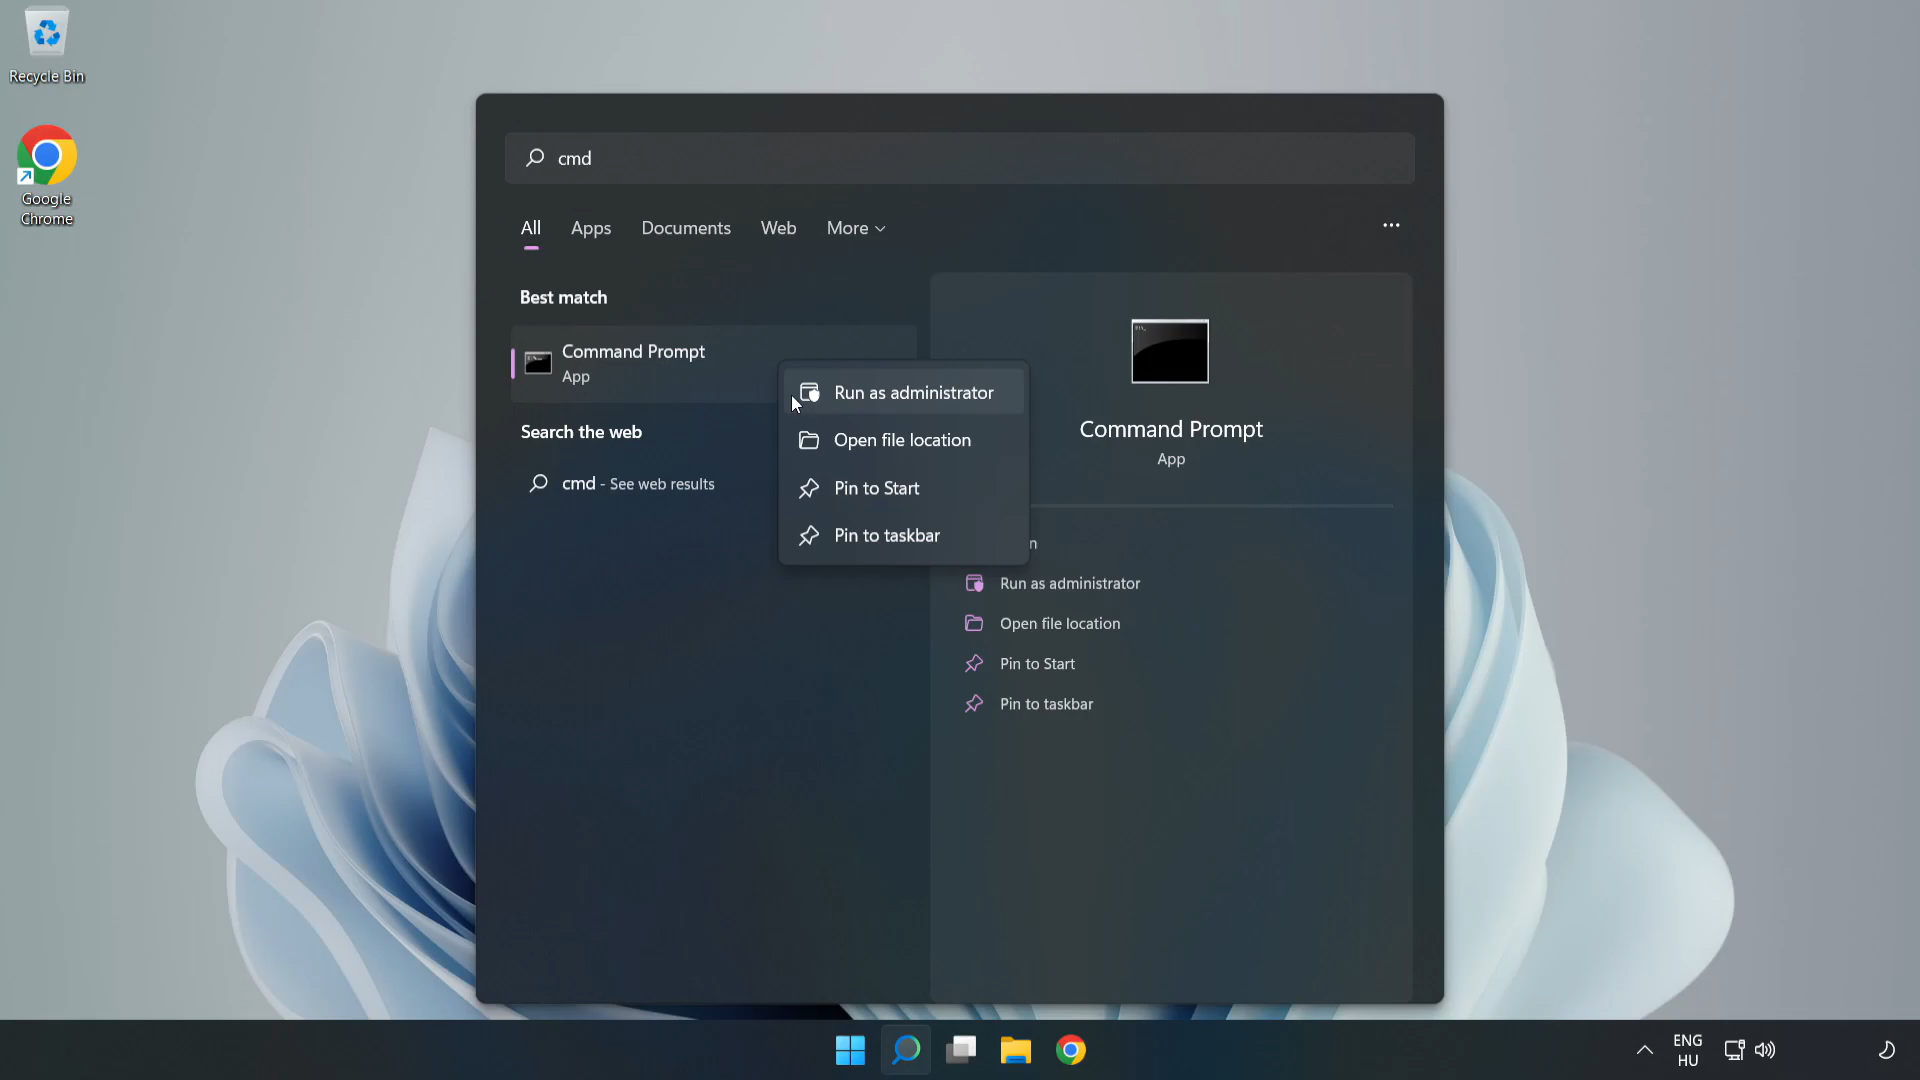 Recycle Bin
Google
Chrome
cmd
All
Apps
Documents
Web
More
Best match
Command Prompt
App
Search the web
cmd - See web results
Run as administrator
Open file location
Pin to Start
Pin to taskbar
Command Prompt
App
Run as administrator
Open file location
Pin to Start
Pin to taskbar
ENG
HU